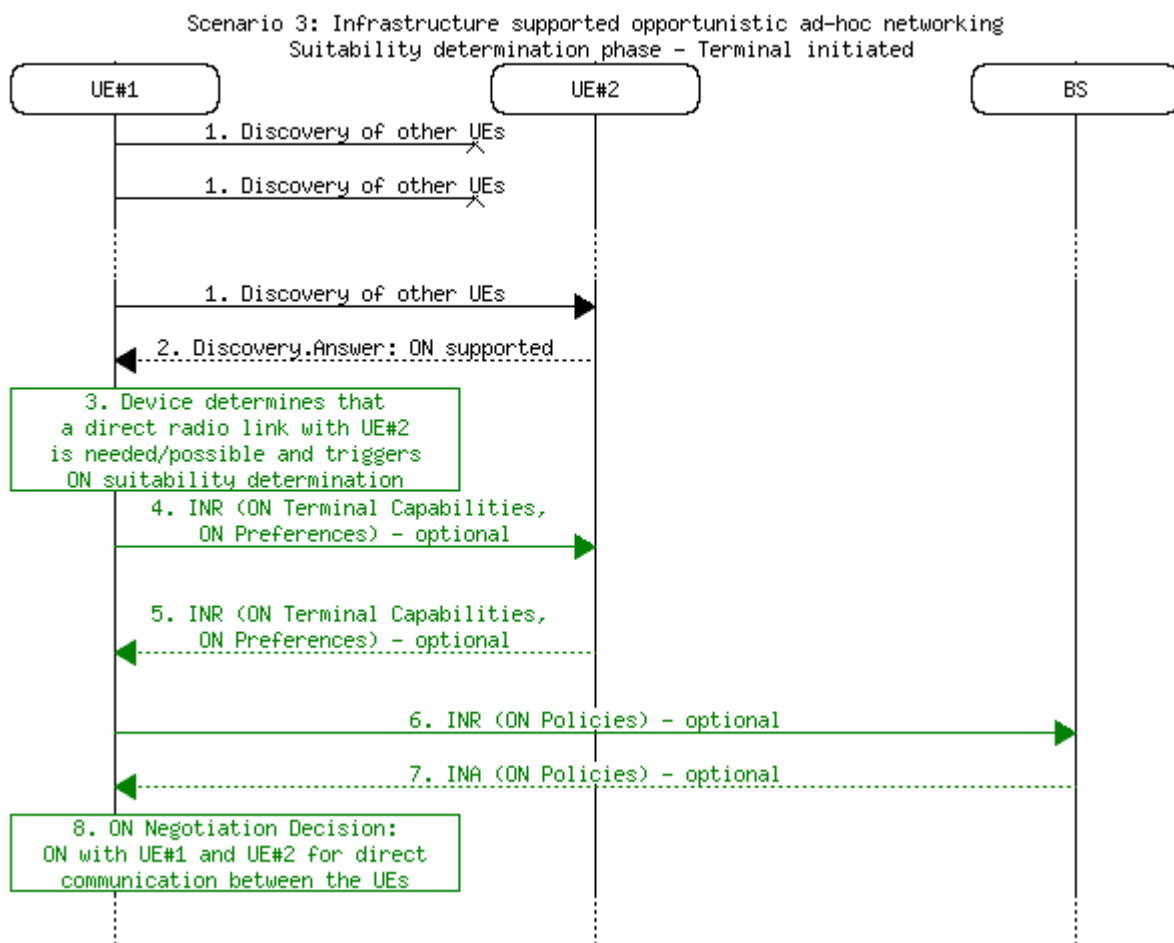 Scenario 3: Infrastructure supported opportunistic ad-hoc networking
Suitability determination phase - Terminal initiated
UE#1
UE#2
BS
1. Discovery of other UEs
1. Discovery of other UEs
1. Discovery of other UEs
2. Discovery.Answer: ON supported
3. Device determines that
a direct radio link with UE#2
is needed/possible and triggers
ON suitability determination
4. INR (ON Terminal Capabilities,
ON Preferences) - optional
5. INR (ON Terminal Capabilities,
ON Preferences) - optional
6. INR (ON Policies) - optional
7. INA (ON Policies) - optional
8. ON Negotiation Decision:
ON with UE#1 and UE#2 for direct
communication between the UEs